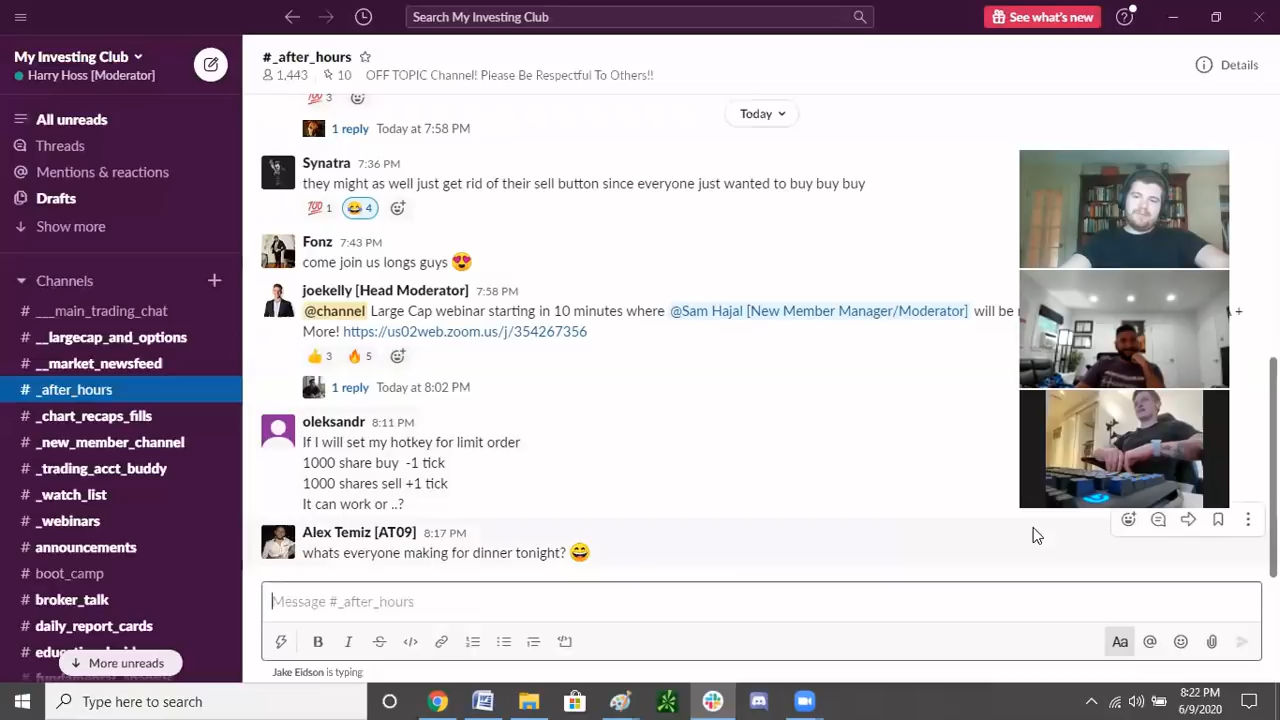 Search My Investing Club
See what's new
My Investing Club
Harry Hoss [Moderator]
All unreads
Threads
Mentions & reactions
Drafts
Show more
Channels
# ___main_trading_chat
# __largecap_and_options
# __market_newsfeed
# _after_hours
# _chart_recaps_fills
# _new_member_channel
# _trading_acct_buddy
# _watch_list
# _webinars
# announcements
# boot_camp
# broker_talk
# daily_report_cards
More unreads
#_after_hours
1,443 10 OFF TOPIC Channel! Please Be Respectful To Others!!
Details
Today
💯 3
1 reply Today at 7:58 PM
Synatra 7:36 PM
they might as well just get rid of their sell button since everyone just wanted to buy buy buy
💯 1 😂 4
Fonz 7:43 PM
come join us longs guys 😍
joekelly [Head Moderator] 7:58 PM
@channel Large Cap webinar starting in 10 minutes where @Sam Hajal [New Member Manager/Moderator] will be
More! https://us02web.zoom.us/j/354267356
👍 3 🔥 5
1 reply Today at 8:02 PM
oleksandr 8:11 PM
If I will set my hotkey for limit order
1000 share buy -1 tick
1000 shares sell +1 tick
It can work or ..?
Alex Temiz [AT09] 8:17 PM
whats everyone making for dinner tonight? 😄
Message #_after_hours
B I S
Aa @
Jake Eidson is typing
Type here to search
8:22 PM
6/9/2020